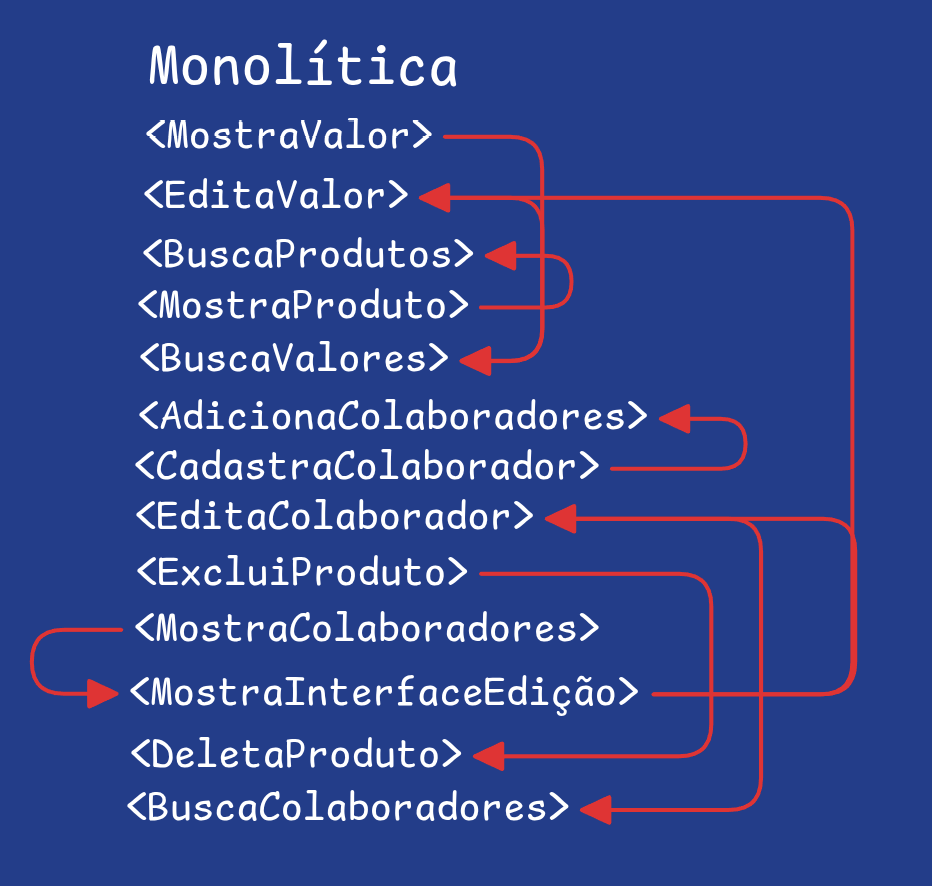 Monolítica
<MostraValor>
<EditaValor>
<BuscaProdutos>
<MostraProduto>
<BuscaValores>
<AdicionaColaboradores>
<CadastraColaborador>
<EditaColaborador>
<ExcluiProduto>
<MostraColaboradores>
<MostraInterfaceEdição>
<DeletaProduto>
<BuscaColaboradores>